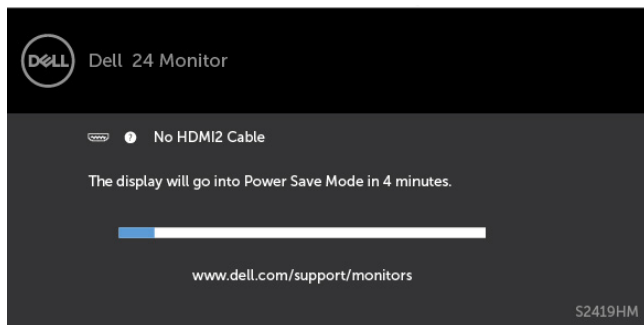 DELL
Dell 24 Monitor
? No HDMI2 Cable
The display will go into Power Save Mode in 4 minutes.
www.dell.com/support/monitors
S2419HM